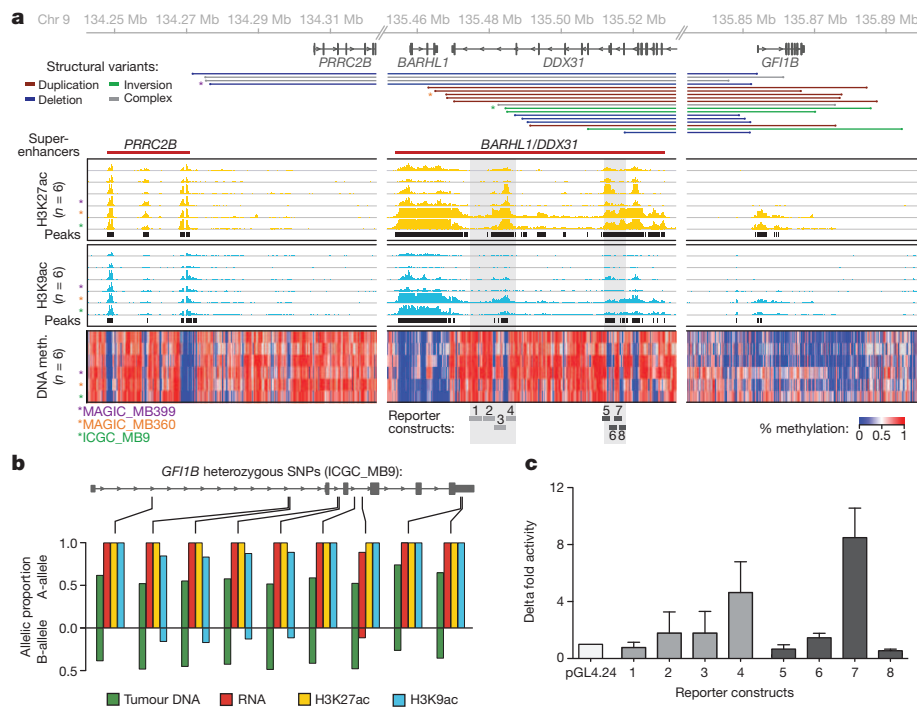 a
Chr 9
134.25 Mb 134.28 Mb 134.31 Mb 135.46 Mb 135.48 Mb 135.50 Mb 135.52 Mb 135.85 Mb 135.87 Mb 135.89 Mb
PRRC2B BARHL1 DDX31 GFI1B
Structural variants:
Duplication Inversion
Deletion Complex
*
*
*
Super-
enhancers
PRRC2B BARHL1/DDX31
H3K27ac
(n = 6)
*
*
*
Peaks
H3K9ac
(n = 6)
*
*
*
Peaks
DNA meth.
(n = 6)
*
*
*
*MAGIC_MB399
*MAGIC_MB360
*ICGC_MB9
Reporter
constructs:
1 2 3 4 5 6 7 8
% methylation:
0 0.5 1
b
GFI1B heterozygous SNPs (ICGC_MB9):
Allelic proportion
B-allele A-allele
1.0
0.5
0.0
0.5
Tumour DNA RNA H3K27ac H3K9ac
c
Delta fold activity
12
8
4
0
pGL4.24 1 2 3 4 5 6 7 8
Reporter constructs